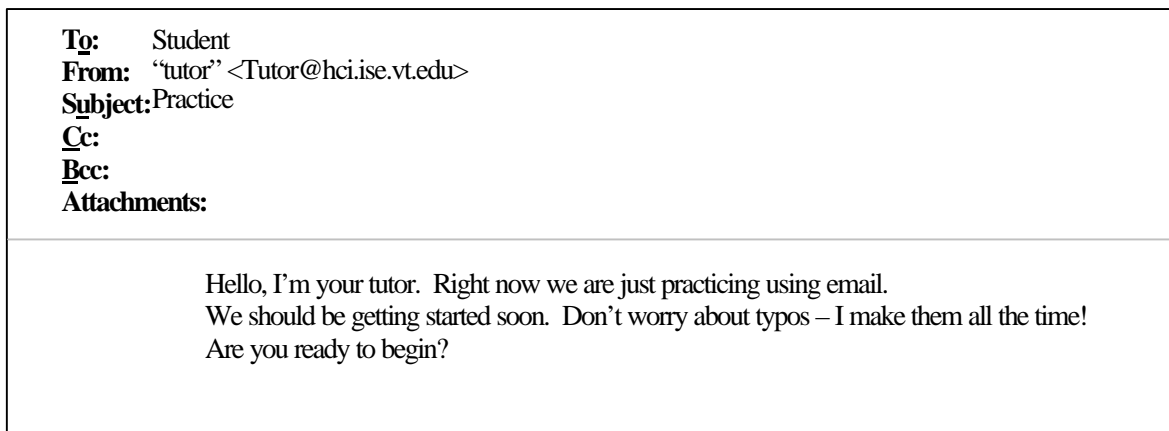 To: Student
From: “tutor” <Tutor@hci.ise.vt.edu>
Subject: Practice
Cc:
Bcc:
Attachments:
Hello, I’m your tutor. Right now we are just practicing using email.
We should be getting started soon. Don’t worry about typos – I make them all the time!
Are you ready to begin?